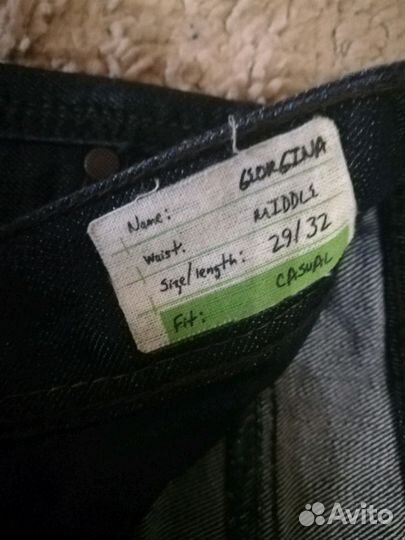 Name: GEORGINA
Waist: MIDDLE
Size/length: 29/32
Fit: CASUAL
Avito